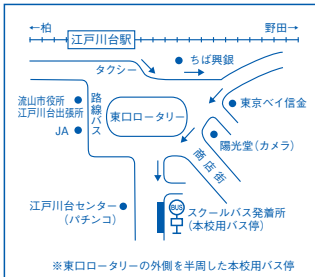 ←柏
野田→
江戸川台駅
タクシー
ちば興銀
流山市役所
江戸川台出張所
JA
路線バス
東口ロータリー
東京ベイ信金
陽光堂(カメラ)
商店街
江戸川台センター
(パチンコ)
BUS
スクールバス発着所
(本校用バス停)
※東口ロータリーの外側を半周した本校用バス停